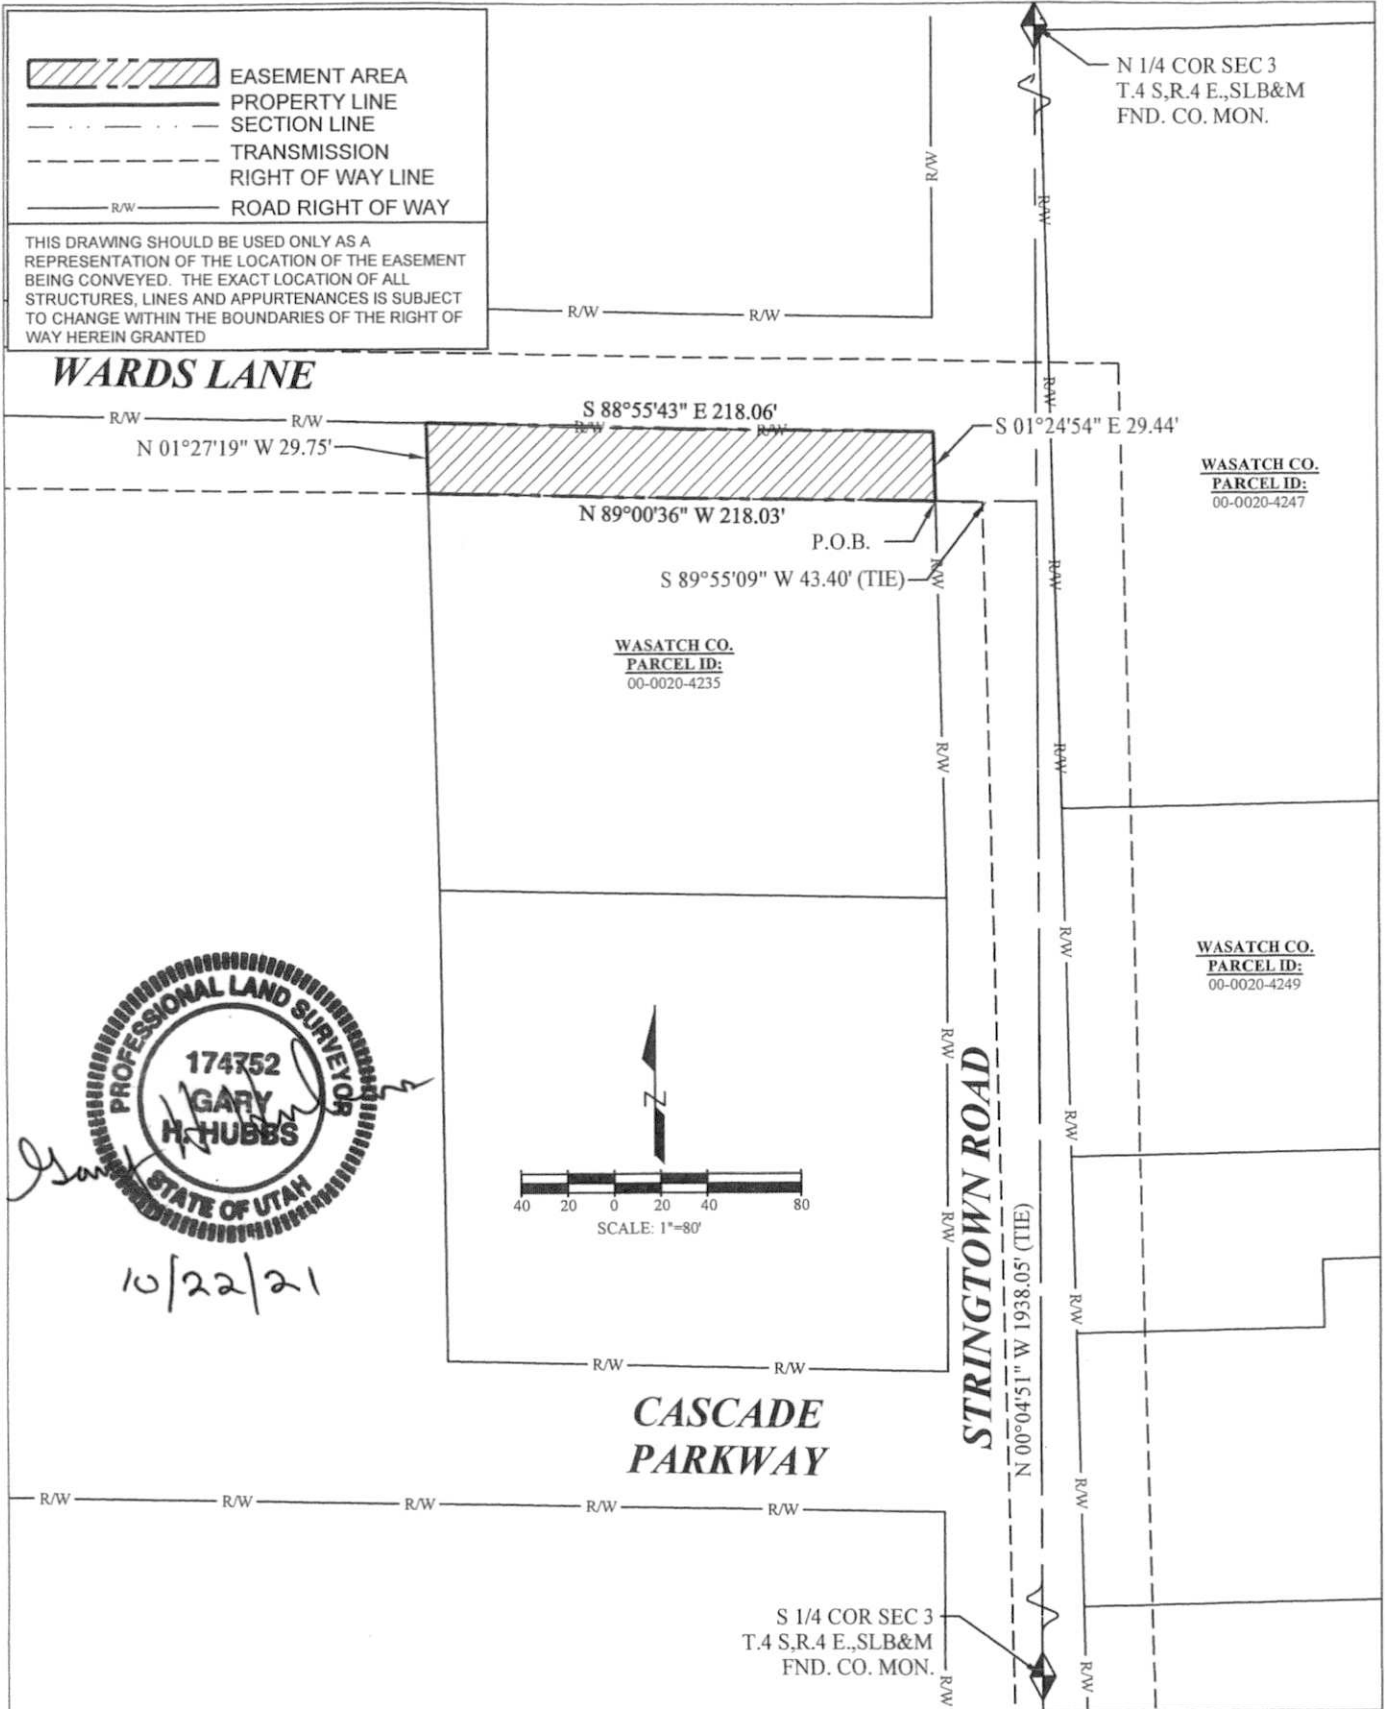 EASEMENT AREA
PROPERTY LINE
SECTION LINE
TRANSMISSION
RIGHT OF WAY LINE
R/W
ROAD RIGHT OF WAY
THIS DRAWING SHOULD BE USED ONLY AS A
REPRESENTATION OF THE LOCATION OF THE EASEMENT
BEING CONVEYED. THE EXACT LOCATION OF ALL
STRUCTURES, LINES AND APPURTENANCES IS SUBJECT
TO CHANGE WITHIN THE BOUNDARIES OF THE RIGHT OF
WAY HEREIN GRANTED
N 1/4 COR SEC 3
T.4 S,R.4 E.,SLB&M
FND. CO. MON.
R/W
R/W
R/W
R/W
WARDS LANE
R/W
R/W
R/W
S 88°55'43" E 218.06'
R/W
R/W
N 01°27'19" W 29.75'
S 01°24'54" E 29.44'
WASATCH CO.
PARCEL ID:
00-0020-4247
N 89°00'36" W 218.03'
P.O.B.
S 89°55'09" W 43.40' (TIE)
R/W
R/W
WASATCH CO.
PARCEL ID:
00-0020-4235
R/W
R/W
R/W
WASATCH CO.
PARCEL ID:
00-0020-4249
PROFESSIONAL LAND SURVEYOR
174752
GARY
H. HUBBS
STATE OF UTAH
Gary H Hubbs
10/22/21
N
40 20 0 20 40 80
SCALE: 1"=80'
R/W
R/W
R/W
R/W
STRINGTOWN ROAD
N 00°04'51" W 1938.05' (TIE)
R/W
R/W
CASCADE
PARKWAY
R/W
R/W
R/W
R/W
R/W
R/W
S 1/4 COR SEC 3
T.4 S,R.4 E.,SLB&M
FND. CO. MON.
R/W
R/W